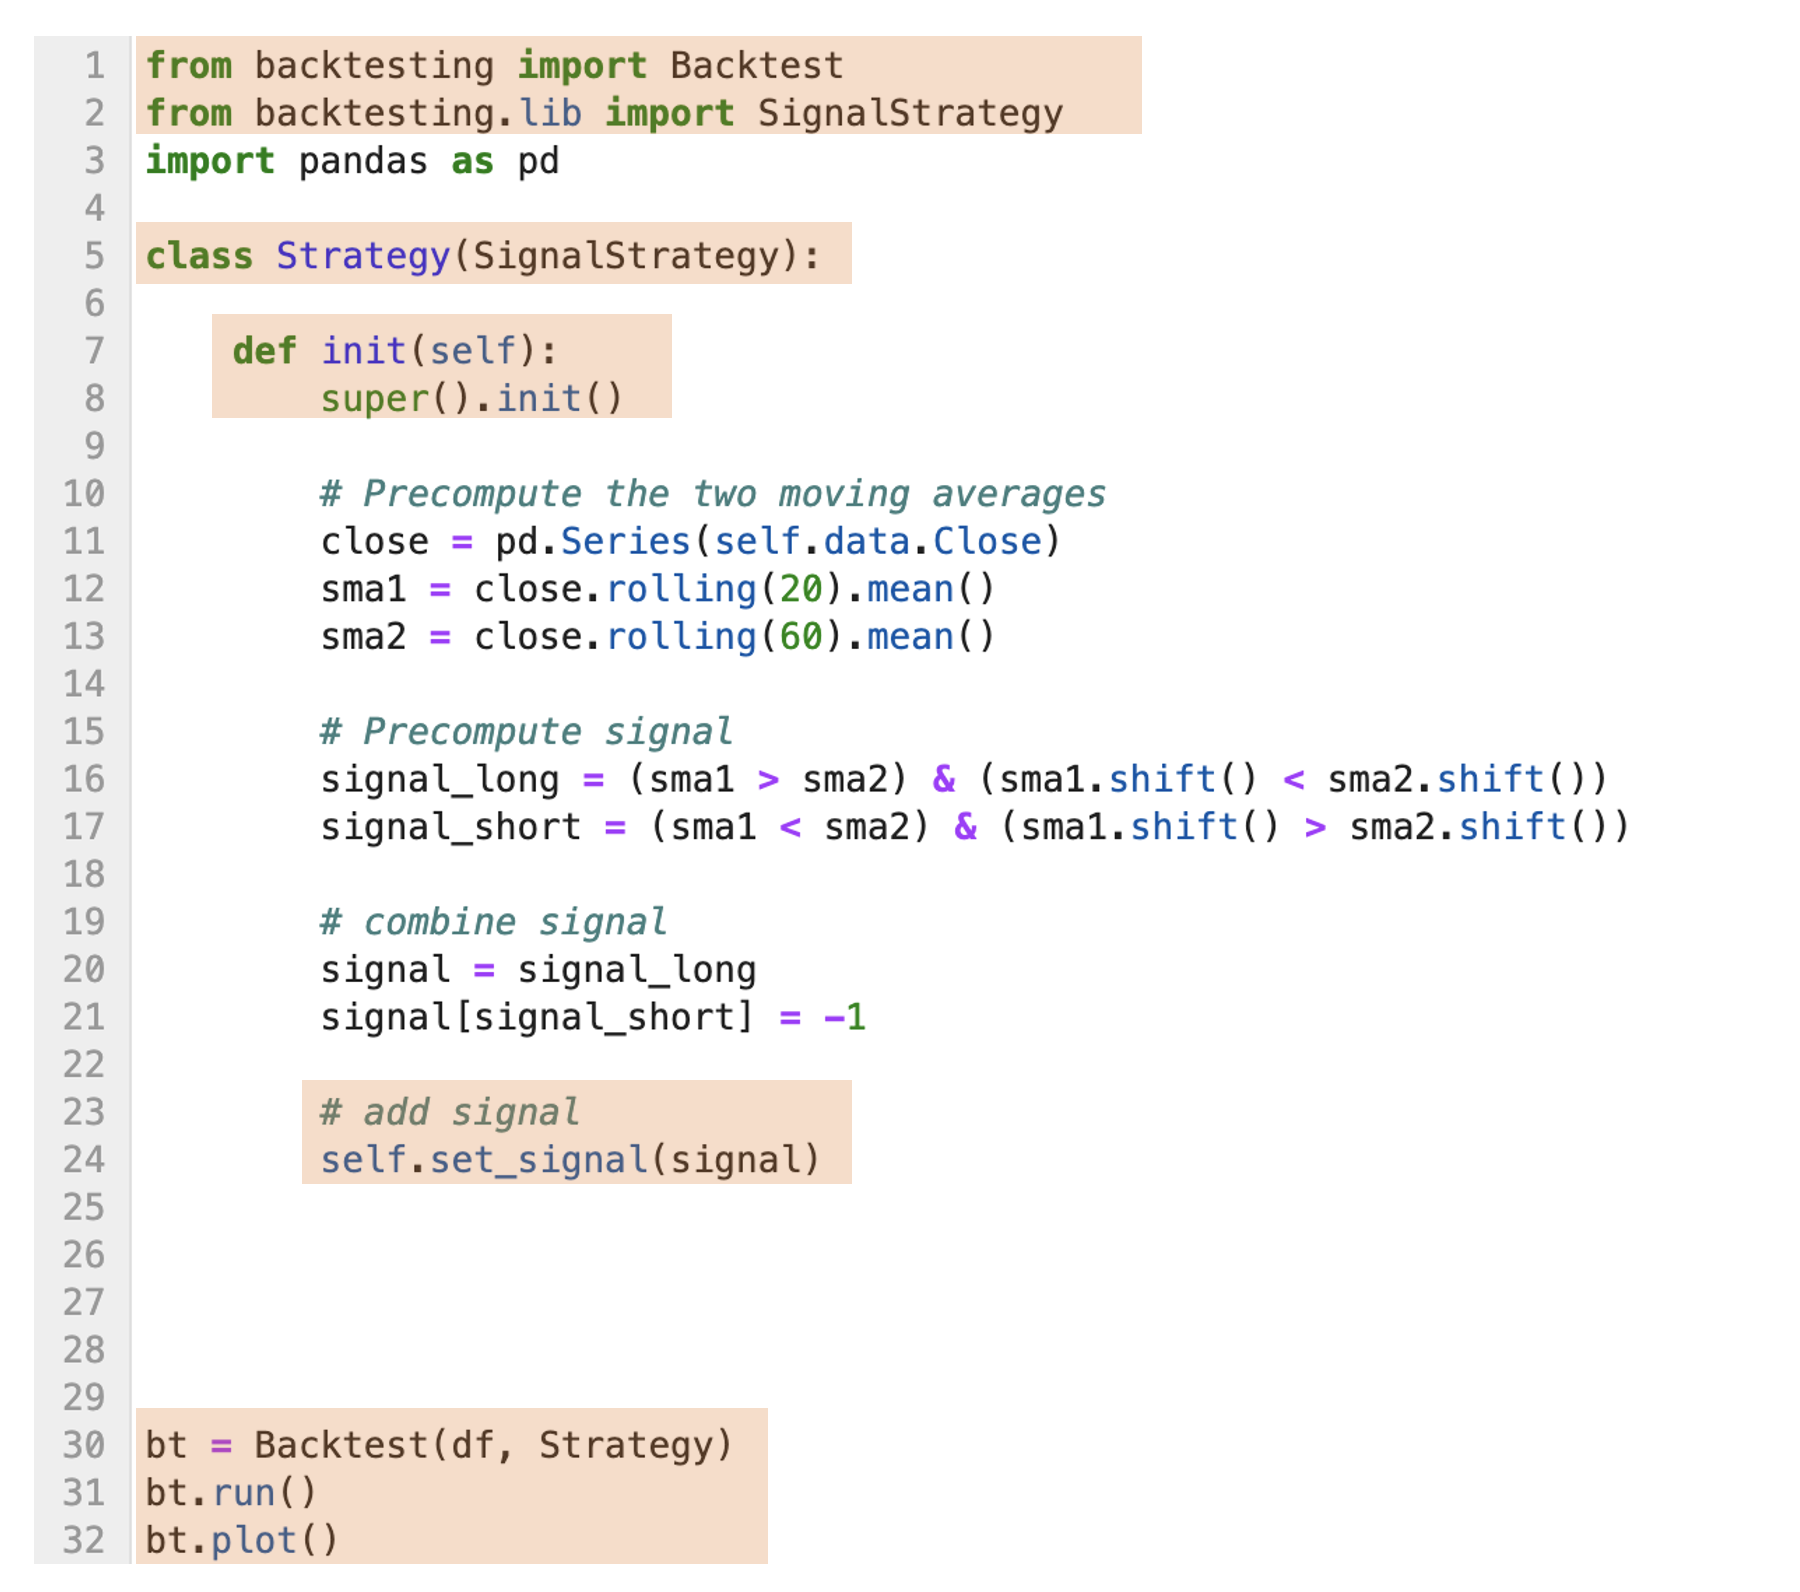 1 from backtesting import Backtest
2 from backtesting.lib import SignalStrategy
3 import pandas as pd
4
5 class Strategy(SignalStrategy):
6
7     def init(self):
8         super().init()
9
10         # Precompute the two moving averages
11         close = pd.Series(self.data.Close)
12         sma1 = close.rolling(20).mean()
13         sma2 = close.rolling(60).mean()
14
15         # Precompute signal
16         signal_long = (sma1 > sma2) & (sma1.shift() < sma2.shift())
17         signal_short = (sma1 < sma2) & (sma1.shift() > sma2.shift())
18
19         # combine signal
20         signal = signal_long
21         signal[signal_short] = -1
22
23         # add signal
24         self.set_signal(signal)
25
26
27
28
29
30 bt = Backtest(df, Strategy)
31 bt.run()
32 bt.plot()